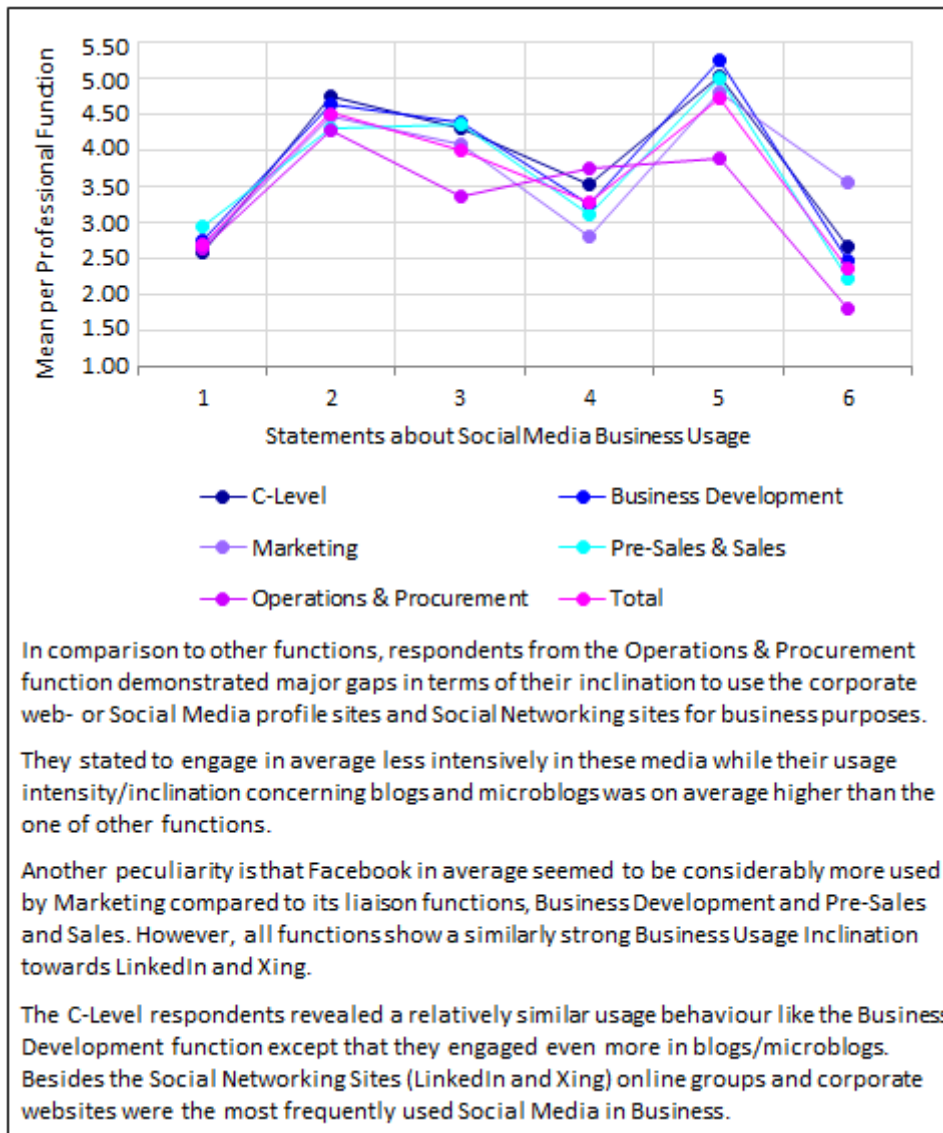 5.50
5.00
4.50
4.00
3.50
3.00
2.50
2.00
1.50
1.00
Mean per Professional Function
1 2 3 4 5 6
Statements about Social Media Business Usage
C-Level Business Development
Marketing Pre-Sales & Sales
Operations & Procurement Total
In comparison to other functions, respondents from the Operations & Procurement
function demonstrated major gaps in terms of their inclination to use the corporate
web- or Social Media profile sites and Social Networking sites for business purposes.
They stated to engage in average less intensively in these media while their usage
intensity/inclination concerning blogs and microblogs was on average higher than the
one of other functions.
Another peculiarity is that Facebook in average seemed to be considerably more used
by Marketing compared to its liaison functions, Business Development and Pre-Sales
and Sales. However, all functions show a similarly strong Business Usage Inclination
towards LinkedIn and Xing.
The C-Level respondents revealed a relatively similar usage behaviour like the Business
Development function except that they engaged even more in blogs/microblogs.
Besides the Social Networking Sites (LinkedIn and Xing) online groups and corporate
websites were the most frequently used Social Media in Business.